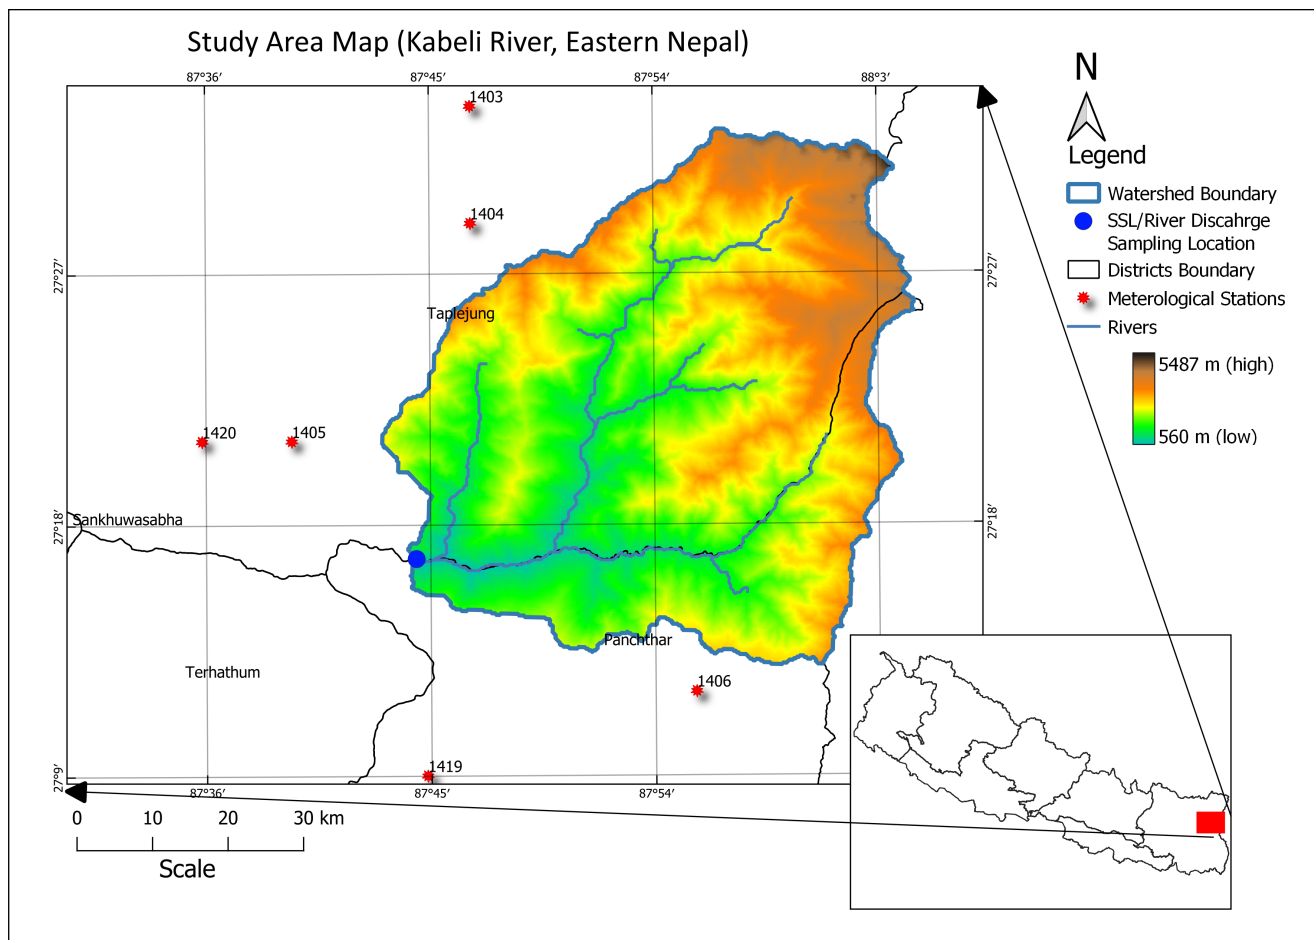 Study Area Map (Kabeli River, Eastern Nepal)
87°36′ 87°45′ 87°54′ 88°3′
N
1403
Legend
Watershed Boundary
1404
SSL/River Discahrge
Sampling Location
27°27′ 27°27′
Districts Boundary
Meterological Stations
Taplejung
Rivers
5487 m (high)
1420 1405
560 m (low)
Sankhuwasabha
27°18′ 27°18′
Panchthar
Terhathum
1406
1419
27°9′
87°36′ 87°45′ 87°54′
0 10 20 30 km
Scale